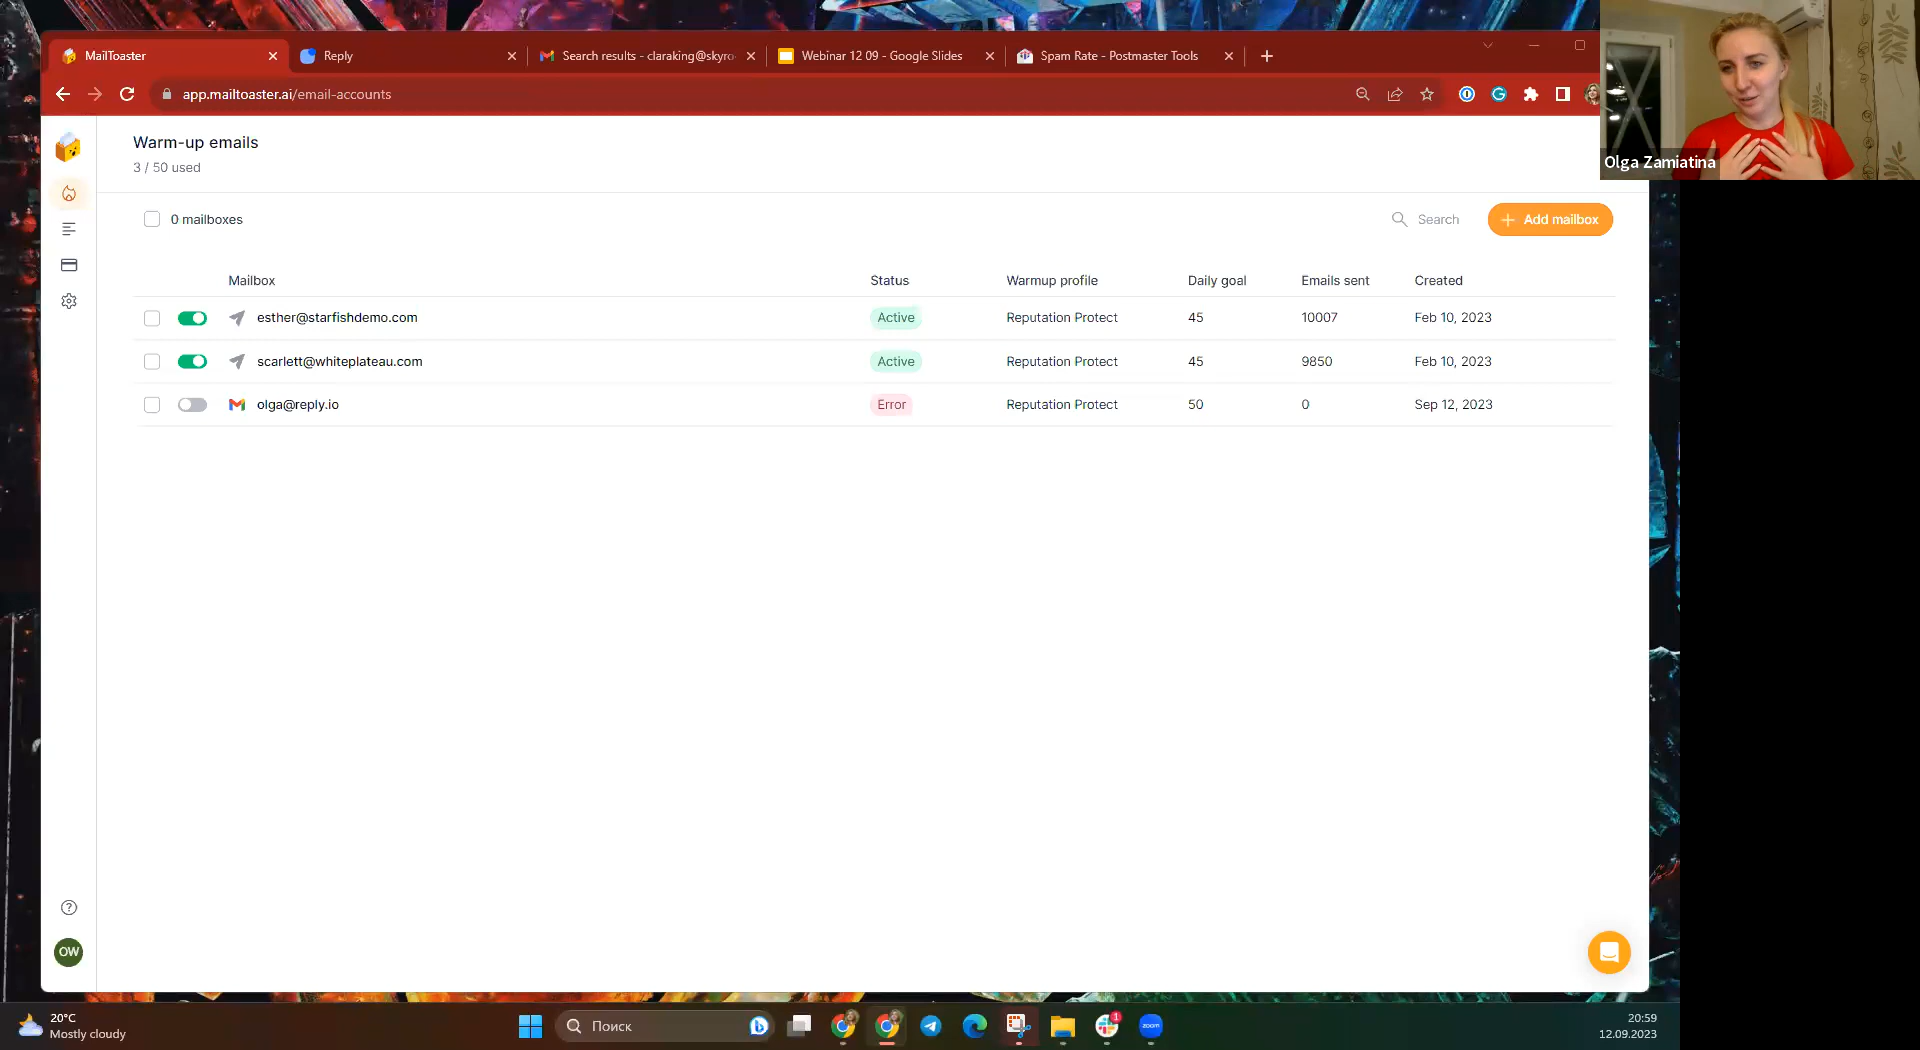 MailToaster
Reply
Search results - claraking@skyro
Webinar 12 09 - Google Slides
Spam Rate - Postmaster Tools
app.mailtoaster.ai/email-accounts
Olga Zamiatina
Warm-up emails
3 / 50 used
0 mailboxes
Search
Add mailbox
Mailbox Status Warmup profile Daily goal Emails sent Created
esther@starfishdemo.com Active Reputation Protect 45 10007 Feb 10, 2023
scarlett@whiteplateau.com Active Reputation Protect 45 9850 Feb 10, 2023
olga@reply.io Error Reputation Protect 50 0 Sep 12, 2023
OW
20°C
Mostly cloudy
Поиск
1
zoom
20:59
12.09.2023